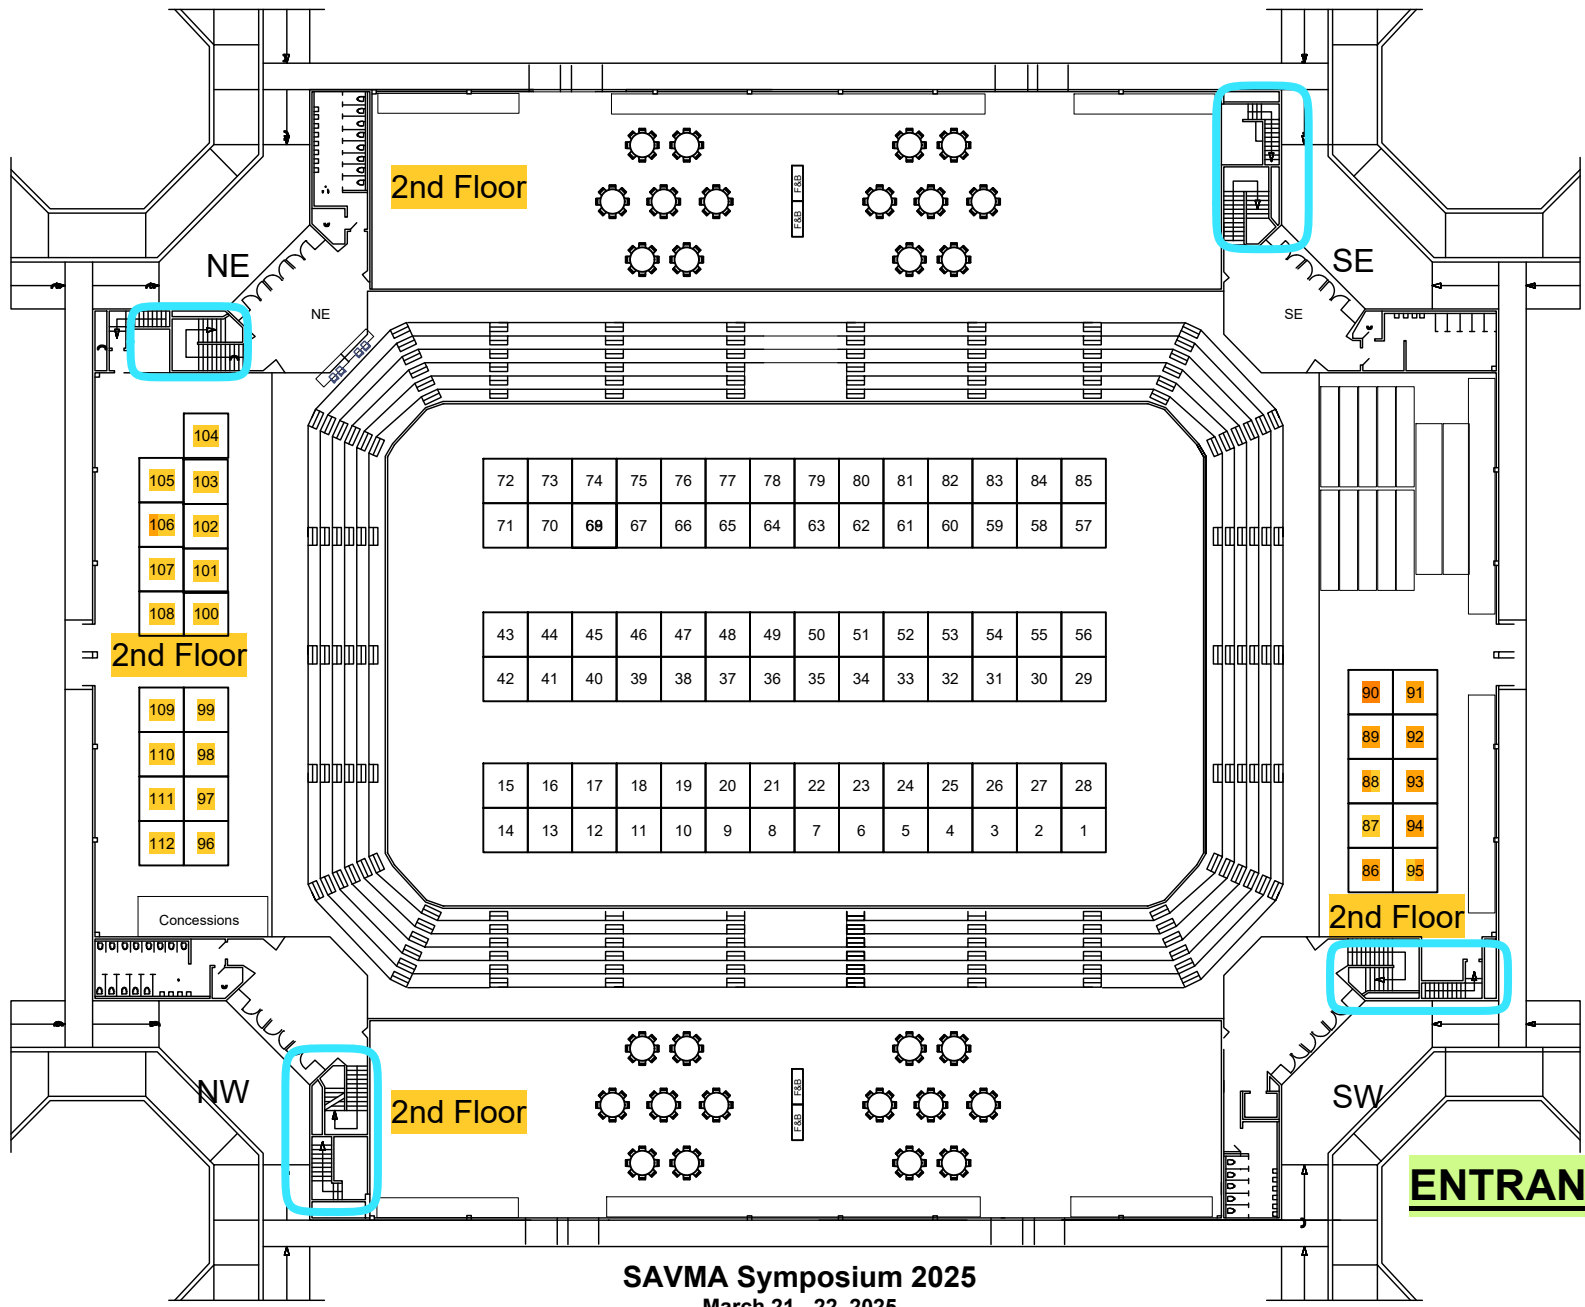 2nd Floor
F&B
F&B
NE
SE
NE
SE
104
105 103
106 102
107 101
108 100
2nd Floor
109 99
110 98
111 97
112 96
Concessions
72 73 74 75 76 77 78 79 80 81 82 83 84 85
71 70 69 67 66 65 64 63 62 61 60 59 58 57
43 44 45 46 47 48 49 50 51 52 53 54 55 56
42 41 40 39 38 37 36 35 34 33 32 31 30 29
15 16 17 18 19 20 21 22 23 24 25 26 27 28
14 13 12 11 10 9 8 7 6 5 4 3 2 1
90 91
89 92
88 93
87 94
86 95
2nd Floor
NW
2nd Floor
F&B
F&B
SW
ENTRAN
SAVMA Symposium 2025
March 21 - 22, 2025